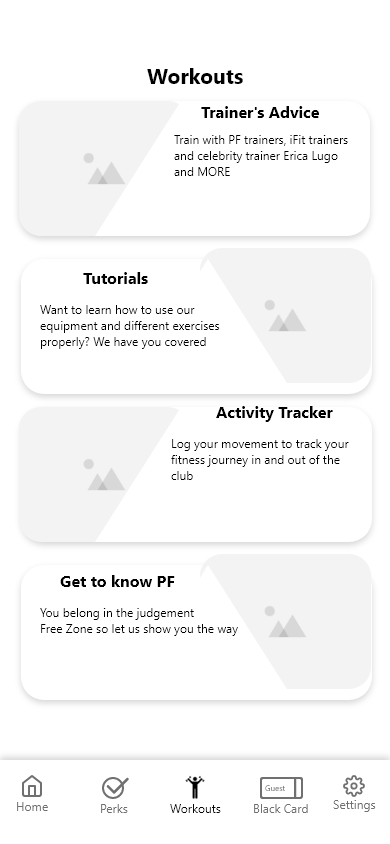 Workouts
Trainer's Advice
Train with PF trainers, iFit trainers
and celebrity trainer Erica Lugo
and MORE
Tutorials
Want to learn how to use our
equipment and different exercises
properly? We have you covered
Activity Tracker
Log your movement to track your
fitness journey in and out of the
club
Get to know PF
You belong in the judgement
Free Zone so let us show you the way
Home
Perks
Workouts
Guest
Black Card
Settings